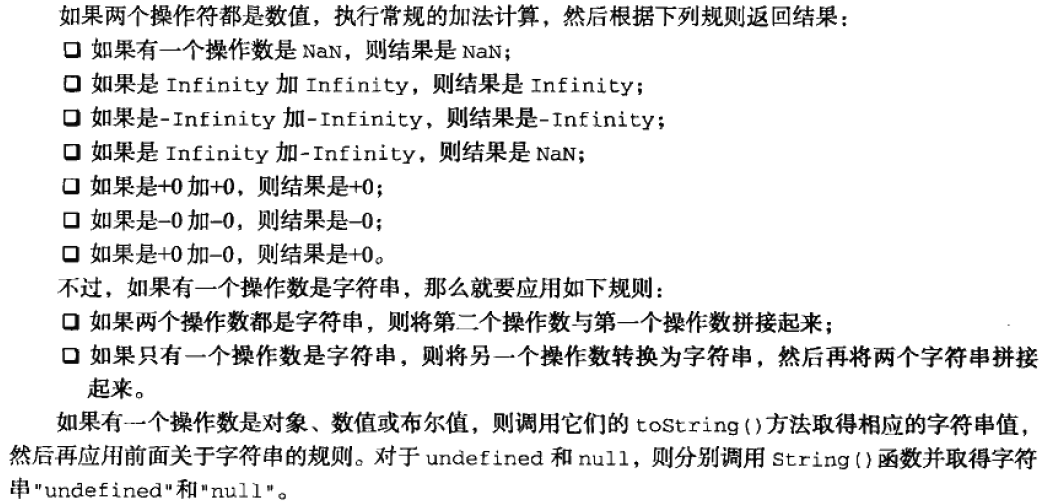 如果两个操作符都是数值，执行常规的加法计算，然后根据下列规则返回结果：
❑ 如果有一个操作数是 NaN，则结果是 NaN；
❑ 如果是 Infinity 加 Infinity，则结果是 Infinity；
❑ 如果是-Infinity 加-Infinity，则结果是-Infinity；
❑ 如果是 Infinity 加-Infinity，则结果是 NaN；
❑ 如果是+0 加+0，则结果是+0；
❑ 如果是–0 加–0，则结果是–0；
❑ 如果是+0 加–0，则结果是+0。
不过，如果有一个操作数是字符串，那么就要应用如下规则：
❑ 如果两个操作数都是字符串，则将第二个操作数与第一个操作数拼接起来；
❑ 如果只有一个操作数是字符串，则将另一个操作数转换为字符串，然后再将两个字符串拼接
起来。
如果有一个操作数是对象、数值或布尔值，则调用它们的 toString()方法取得相应的字符串值，
然后再应用前面关于字符串的规则。对于 undefined 和 null，则分别调用 String()函数并取得字符
串"undefined"和"null"。